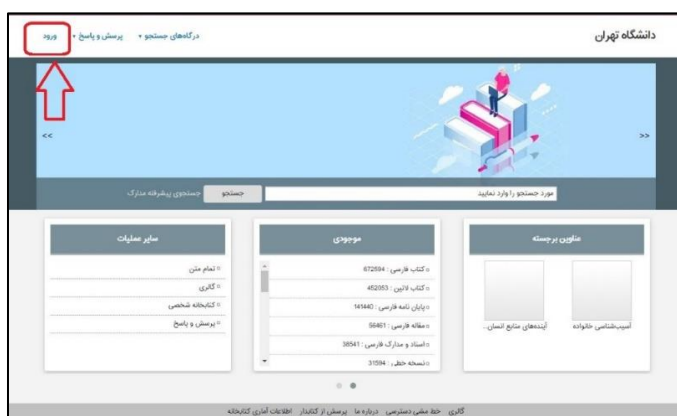 دانشگاه تهران
درگاه‌های جستجو
پرسش و پاسخ
ورود
>>
<<
مورد جستجو را وارد نمایید
جستجو
جستجوی پیشرفته مدارک
عناوین برجسته
آسیب‌شناسی خانواده
آینده‌های منابع انسان...
موجودی
کتاب فارسی : 672594
کتاب لاتین : 452953
پایان نامه فارسی : 141440
مقاله فارسی : 56461
اسناد و مدارک فارسی : 38541
نسخه خطی : 31594
سایر عملیات
تمام متن
گالری
کتابخانه شخصی
پرسش و پاسخ
گالری خط مشی دسترسی درباره ما پرسش از کتابدار اطلاعات آماری کتابخانه